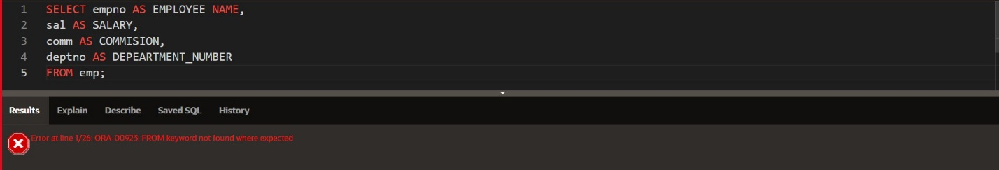 1 SELECT empno AS EMPLOYEE NAME,
2 sal AS SALARY,
3 comm AS COMMISION,
4 deptno AS DEPEARTMENT_NUMBER
5 FROM emp;
Results Explain Describe Saved SQL History
Error at line 1/26: ORA-00923: FROM keyword not found where expected